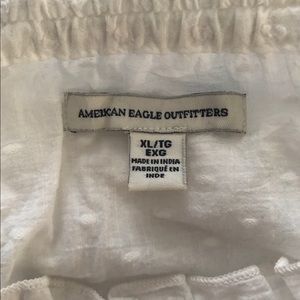 AMERICAN EAGLE OUTFITTERS
XL/TG
EXG
MADE IN INDIA
FABRIQUÉ EN
INDE